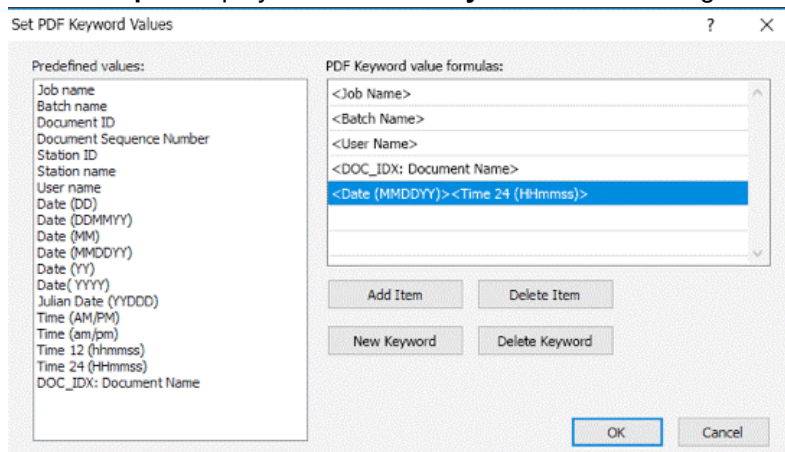 Set PDF Keyword Values
?
Predefined values:
Job name
Batch name
Document ID
Document Sequence Number
Station ID
Station name
User name
Date (DD)
Date (DDMMYY)
Date (MM)
Date (MMDDYY)
Date (YY)
Date( YYYY)
Julian Date (YYDDD)
Time (AM/PM)
Time (am/pm)
Time 12 (hhmmss)
Time 24 (HHmmss)
DOC_IDX: Document Name
PDF Keyword value formulas:
<Job Name>
<Batch Name>
<User Name>
<DOC_IDX: Document Name>
<Date (MMDDYY)><Time 24 (HHmmss)>
Add Item
Delete Item
New Keyword
Delete Keyword
OK
Cancel